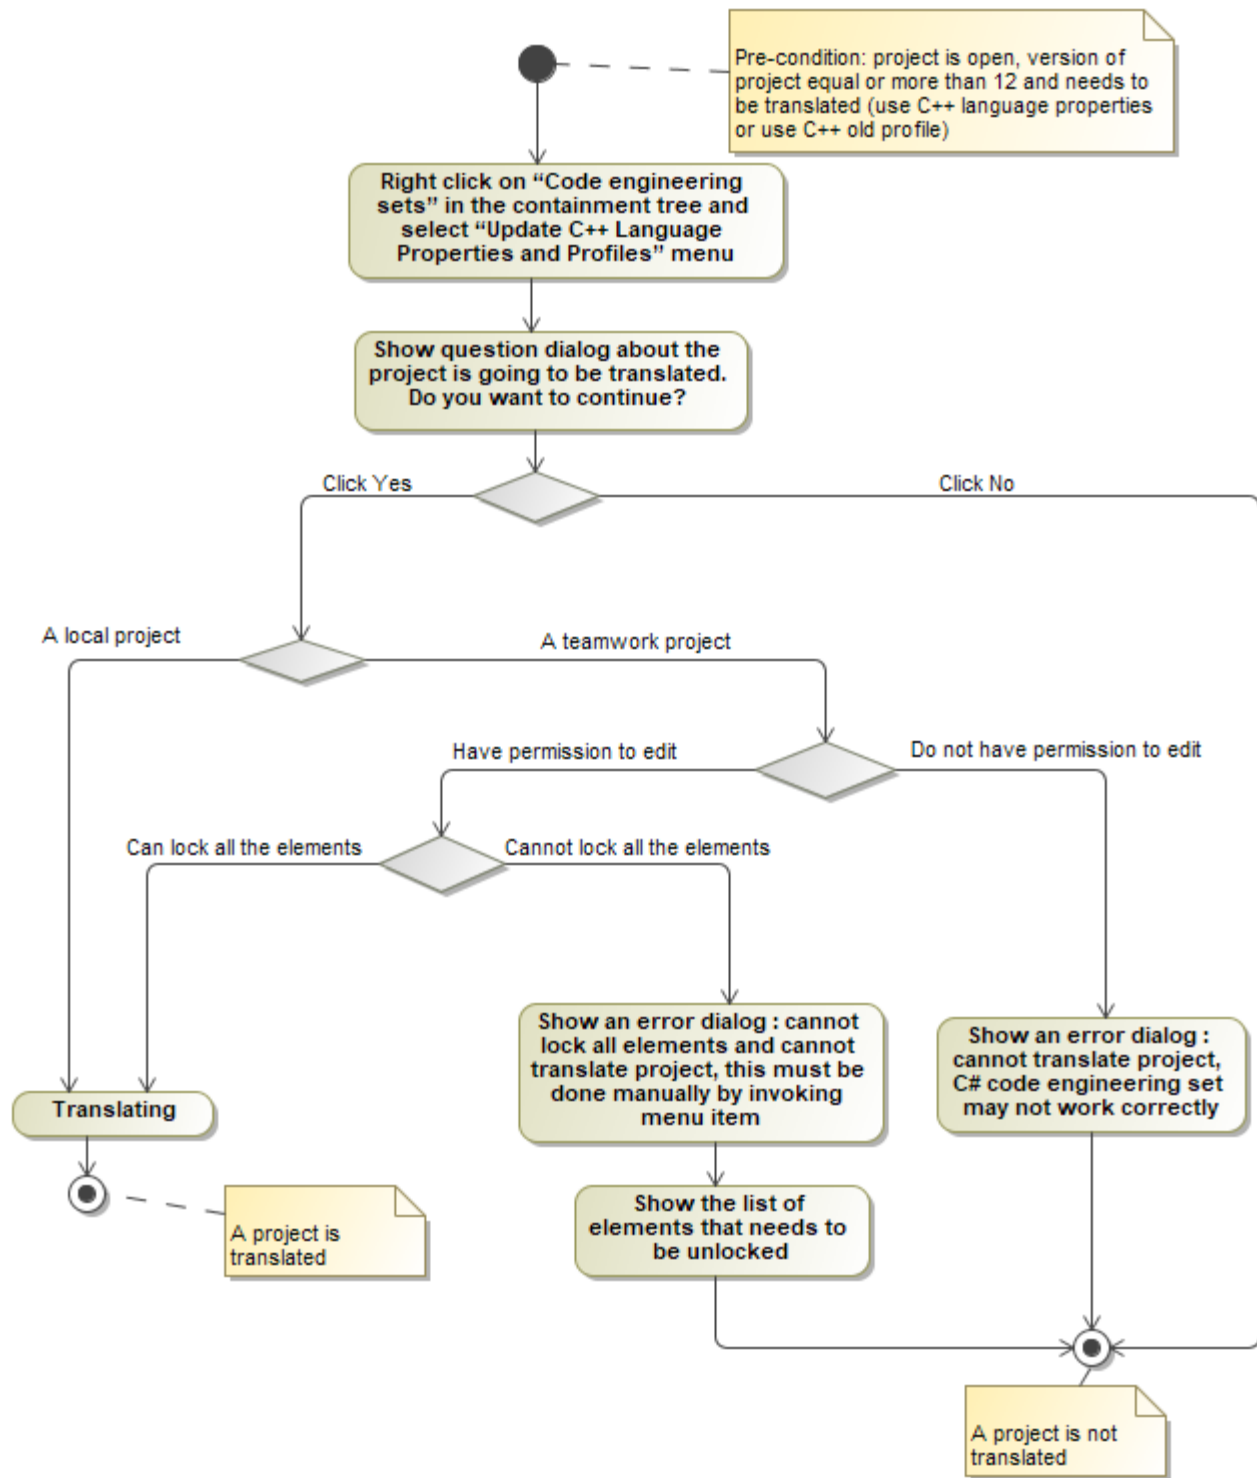 Pre-condition: project is open, version of
project equal or more than 12 and needs to
be translated (use C++ language properties
or use C++ old profile)
Right click on “Code engineering
sets” in the containment tree and
select “Update C++ Language
Properties and Profiles” menu
Show question dialog about the
project is going to be translated.
Do you want to continue?
Click Yes
Click No
A local project
A teamwork project
Have permission to edit
Do not have permission to edit
Can lock all the elements
Cannot lock all the elements
Show an error dialog : cannot
lock all elements and cannot
translate project, this must be
done manually by invoking
menu item
Show an error dialog :
cannot translate project,
C# code engineering set
may not work correctly
Translating
A project is
translated
Show the list of
elements that needs to
be unlocked
A project is not
translated